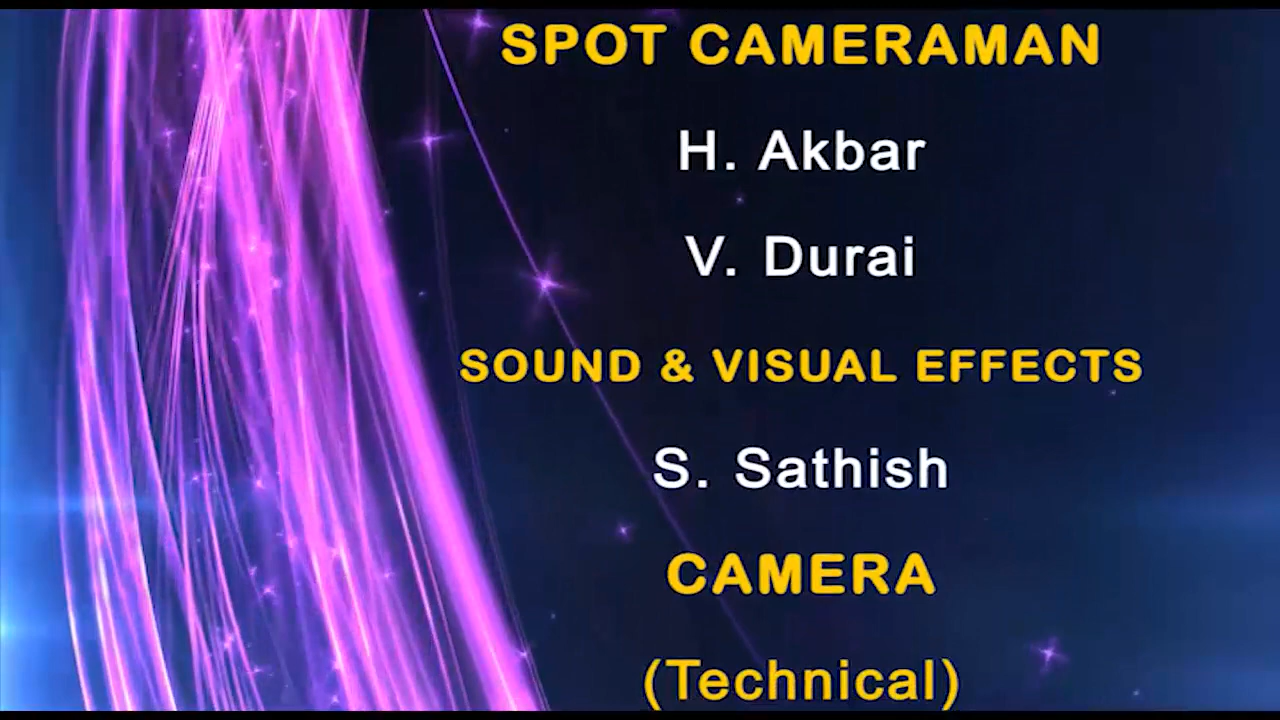 SPOT CAMERAMAN
H. Akbar
V. Durai
SOUND & VISUAL EFFECTS
S. Sathish
CAMERA
(Technical)